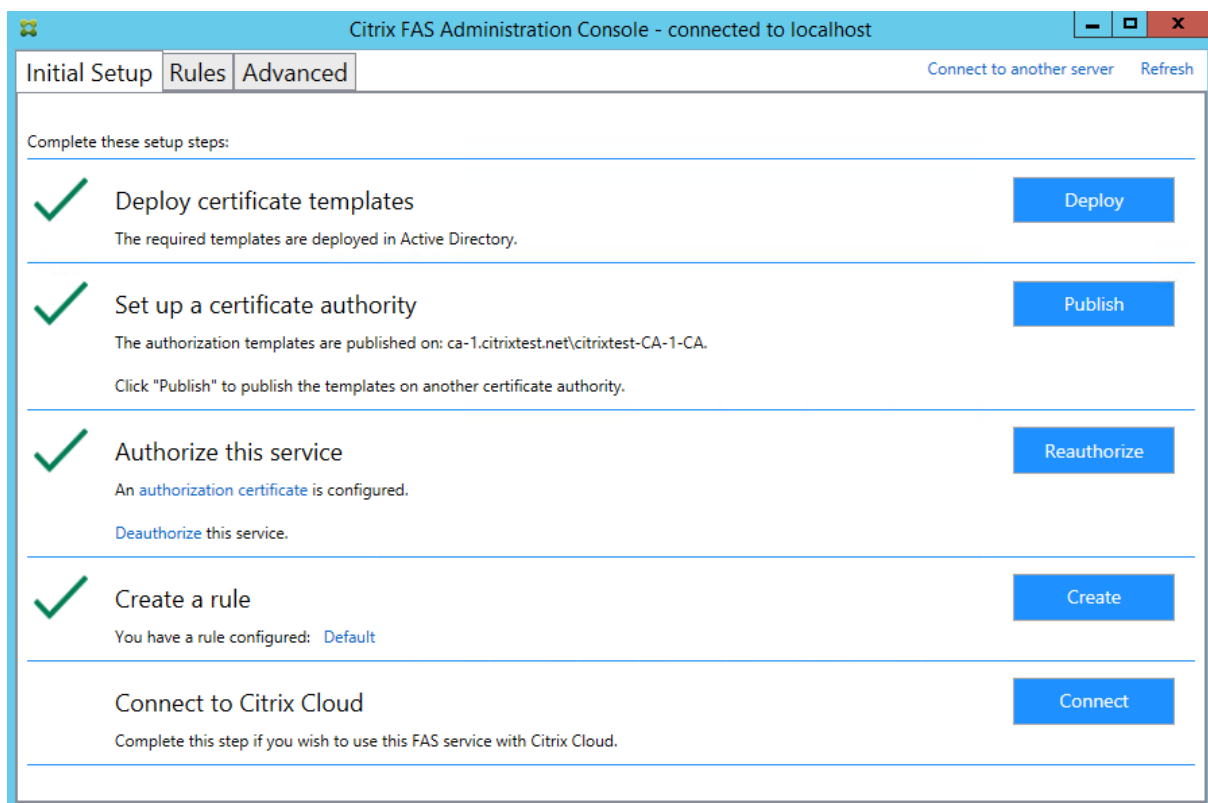 Citrix FAS Administration Console - connected to localhost
Initial Setup Rules Advanced Connect to another server Refresh
Complete these setup steps:
Deploy certificate templates Deploy
The required templates are deployed in Active Directory.
Set up a certificate authority Publish
The authorization templates are published on: ca-1.citrixtest.net\citrixtest-CA-1-CA.
Click "Publish" to publish the templates on another certificate authority.
Authorize this service Reauthorize
An authorization certificate is configured.
Deauthorize this service.
Create a rule Create
You have a rule configured: Default
Connect to Citrix Cloud Connect
Complete this step if you wish to use this FAS service with Citrix Cloud.